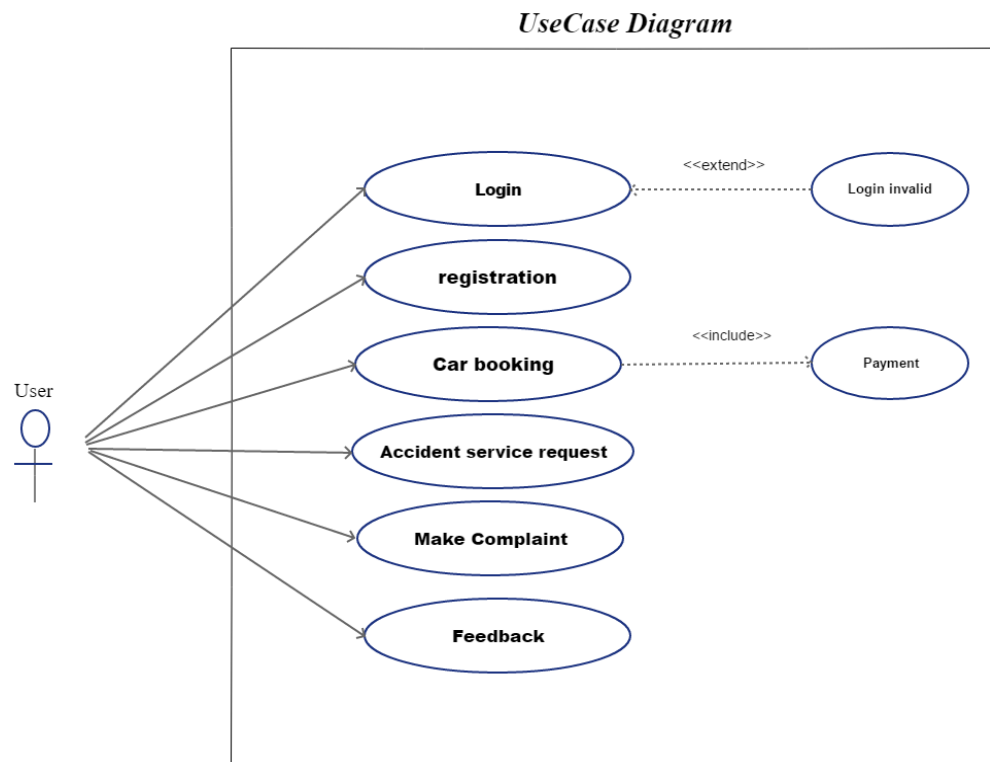 UseCase Diagram
<<extend>>
Login
Login invalid
registration
<<include>>
Car booking
Payment
User
Accident service request
Make Complaint
Feedback